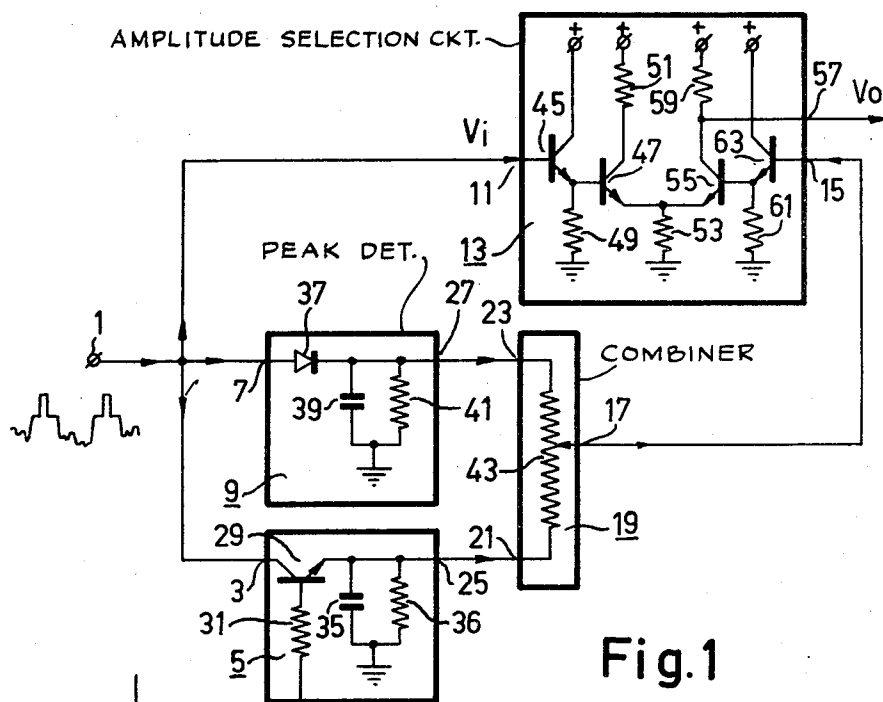 AMPLITUDE SELECTION CKT.
+ + + +
51 59 57
Vo
45
Vi
47 55 63
11 15
49 53 61
13
PEAK DET.
37 27 23
COMBINER
1
7
39 41
17
43
9
19
29 21
3 25
31 35 36
5
Fig.1